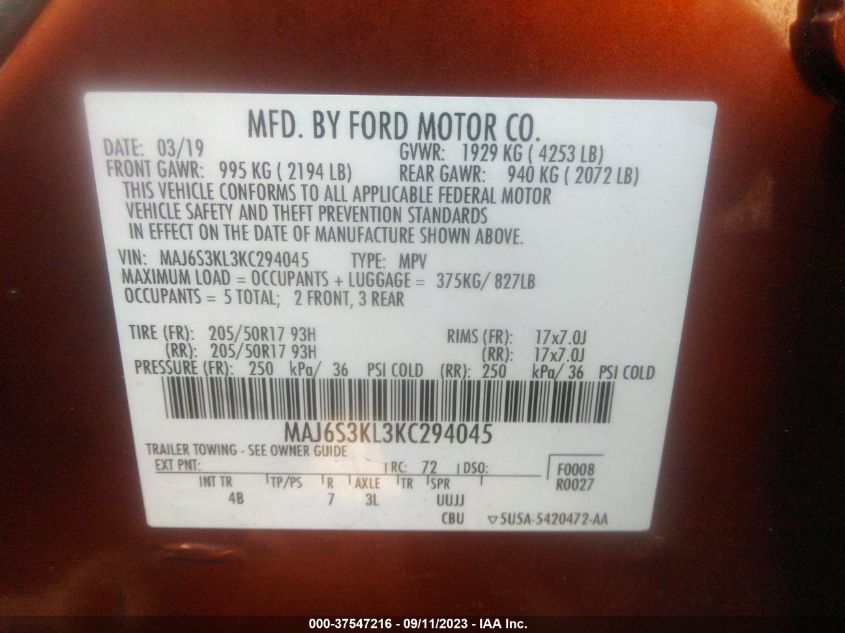 MFD. BY FORD MOTOR CO.
DATE: 03/19 GVWR: 1929 KG ( 4253 LB)
FRONT GAWR: 995 KG ( 2194 LB) REAR GAWR: 940 KG ( 2072 LB)
THIS VEHICLE CONFORMS TO ALL APPLICABLE FEDERAL MOTOR
VEHICLE SAFETY AND THEFT PREVENTION STANDARDS
IN EFFECT ON THE DATE OF MANUFACTURE SHOWN ABOVE.
VIN: MAJ6S3KL3KC294045 TYPE: MPV
MAXIMUM LOAD = OCCUPANTS + LUGGAGE = 375KG/ 827LB
OCCUPANTS = 5 TOTAL; 2 FRONT, 3 REAR
TIRE (FR): 205/50R17 93H RIMS (FR): 17x7.0J
(RR): 205/50R17 93H (RR): 17x7.0J
PRESSURE (FR): 250 kPa/ 36 PSI COLD (RR): 250 kPa/ 36 PSI COLD
MAJ6S3KL3KC294045
TRAILER TOWING - SEE OWNER GUIDE
EXT PNT: RC: 72 DSO: F0008
INT TR TP/PS R AXLE TR SPR R0027
4B 7 3L UUJJ
CBU ▽5U5A-5420472-AA
000-37547216 - 09/11/2023 - IAA Inc.